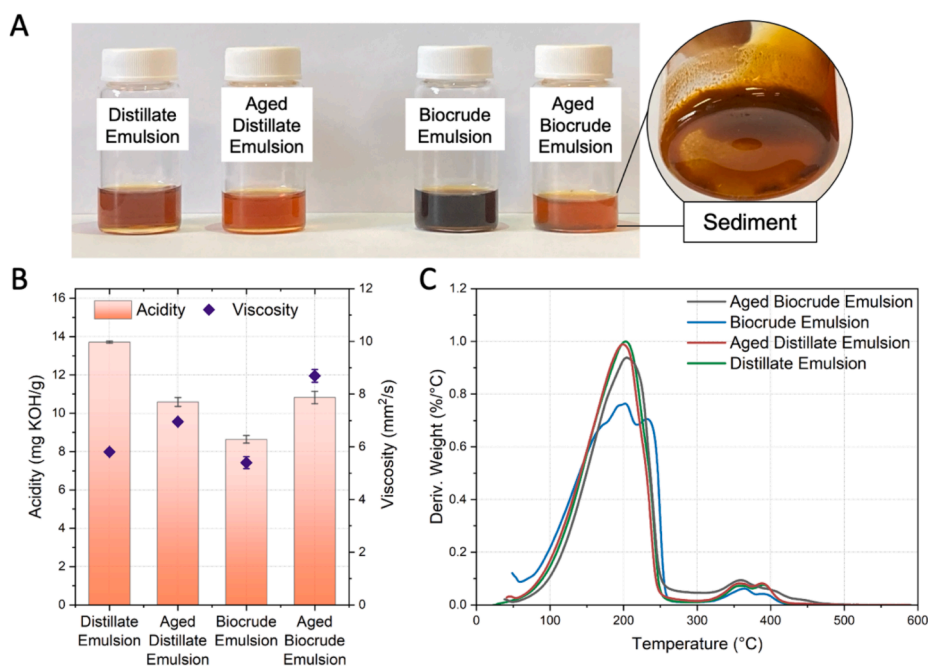 A
Distillate
Emulsion
Aged
Distillate
Emulsion
Biocrude
Emulsion
Aged
Biocrude
Emulsion
Sediment
B
Acidity
Viscosity
Acidity (mg KOH/g)
16
14
12
10
8
6
4
2
0
Viscosity (mm²/s)
12
10
8
6
4
2
0
Distillate
Emulsion
Aged
Distillate
Emulsion
Biocrude
Emulsion
Aged
Biocrude
Emulsion
C
Aged Biocrude Emulsion
Biocrude Emulsion
Aged Distillate Emulsion
Distillate Emulsion
Deriv. Weight (%/°C)
1.2
1.0
0.8
0.6
0.4
0.2
0.0
0
100
200
300
400
500
600
Temperature (°C)